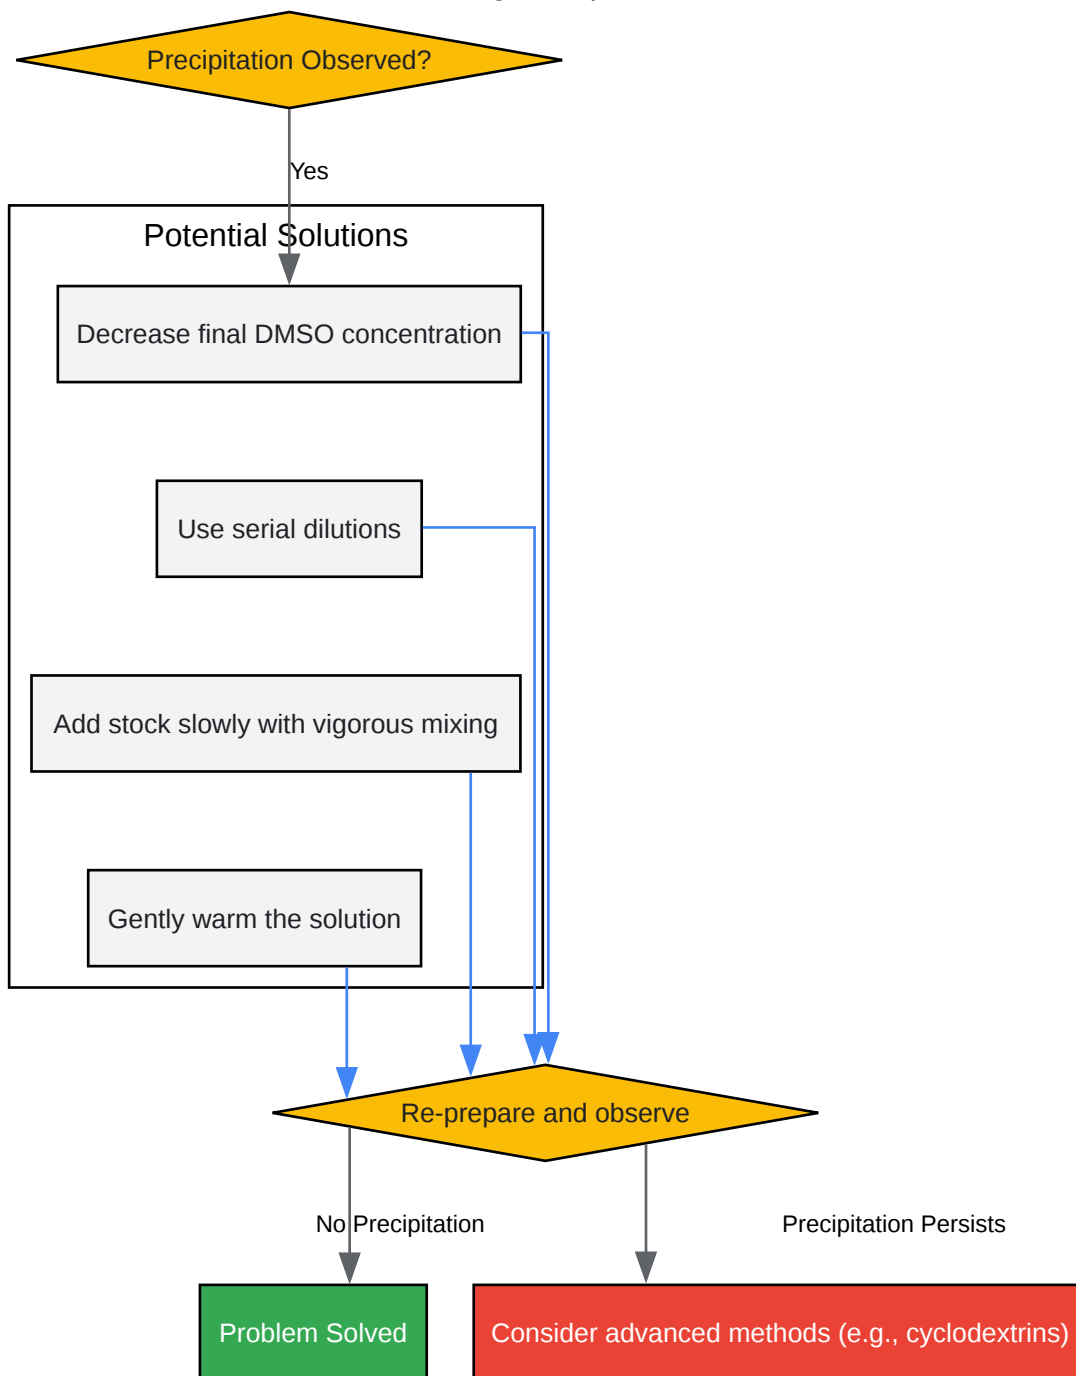 Precipitation Observed?
Yes
Potential Solutions
Decrease final DMSO concentration
Use serial dilutions
Add stock slowly with vigorous mixing
Gently warm the solution
Re-prepare and observe
No Precipitation
Precipitation Persists
Problem Solved
Consider advanced methods (e.g., cyclodextrins)